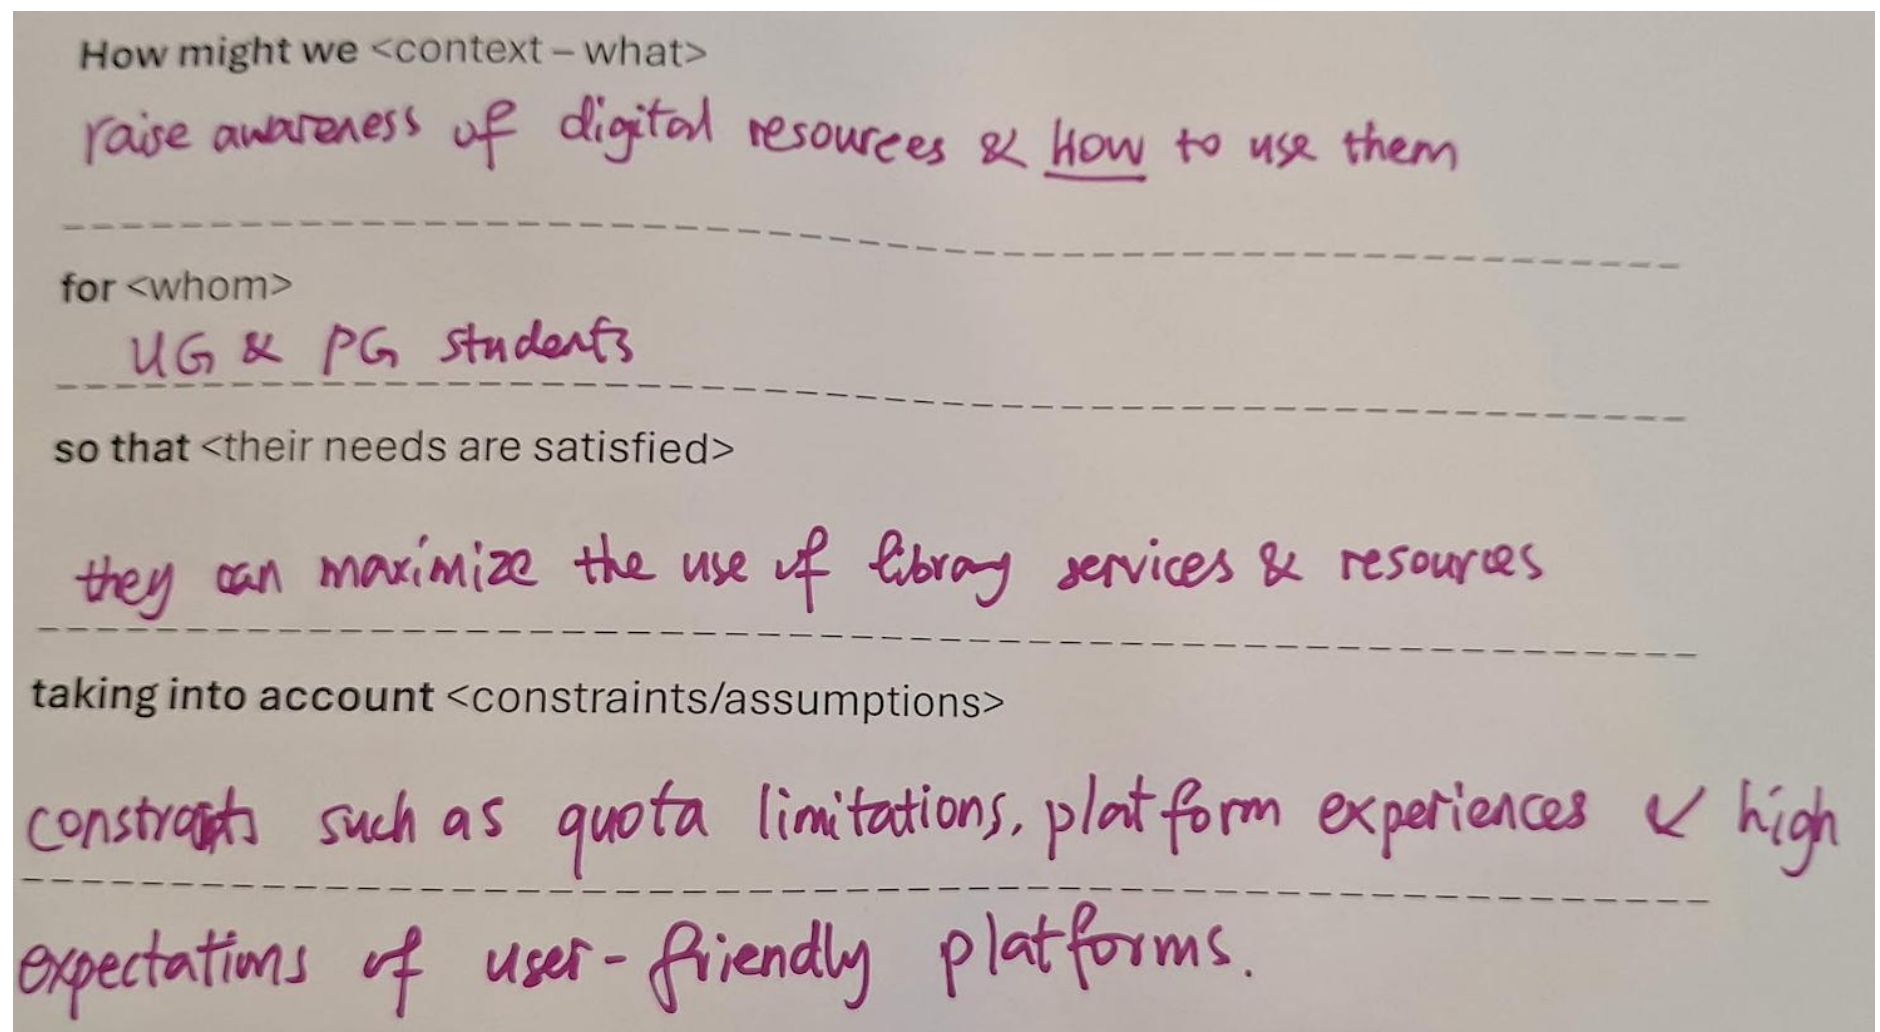 How might we <context – what>
raise awareness of digital resources & How to use them
for <whom>
UG & PG students
so that <their needs are satisfied>
they can maximize the use of library services & resources
taking into account <constraints/assumptions>
constraints such as quota limitations, platform experiences & high
expectations of user-friendly platforms.